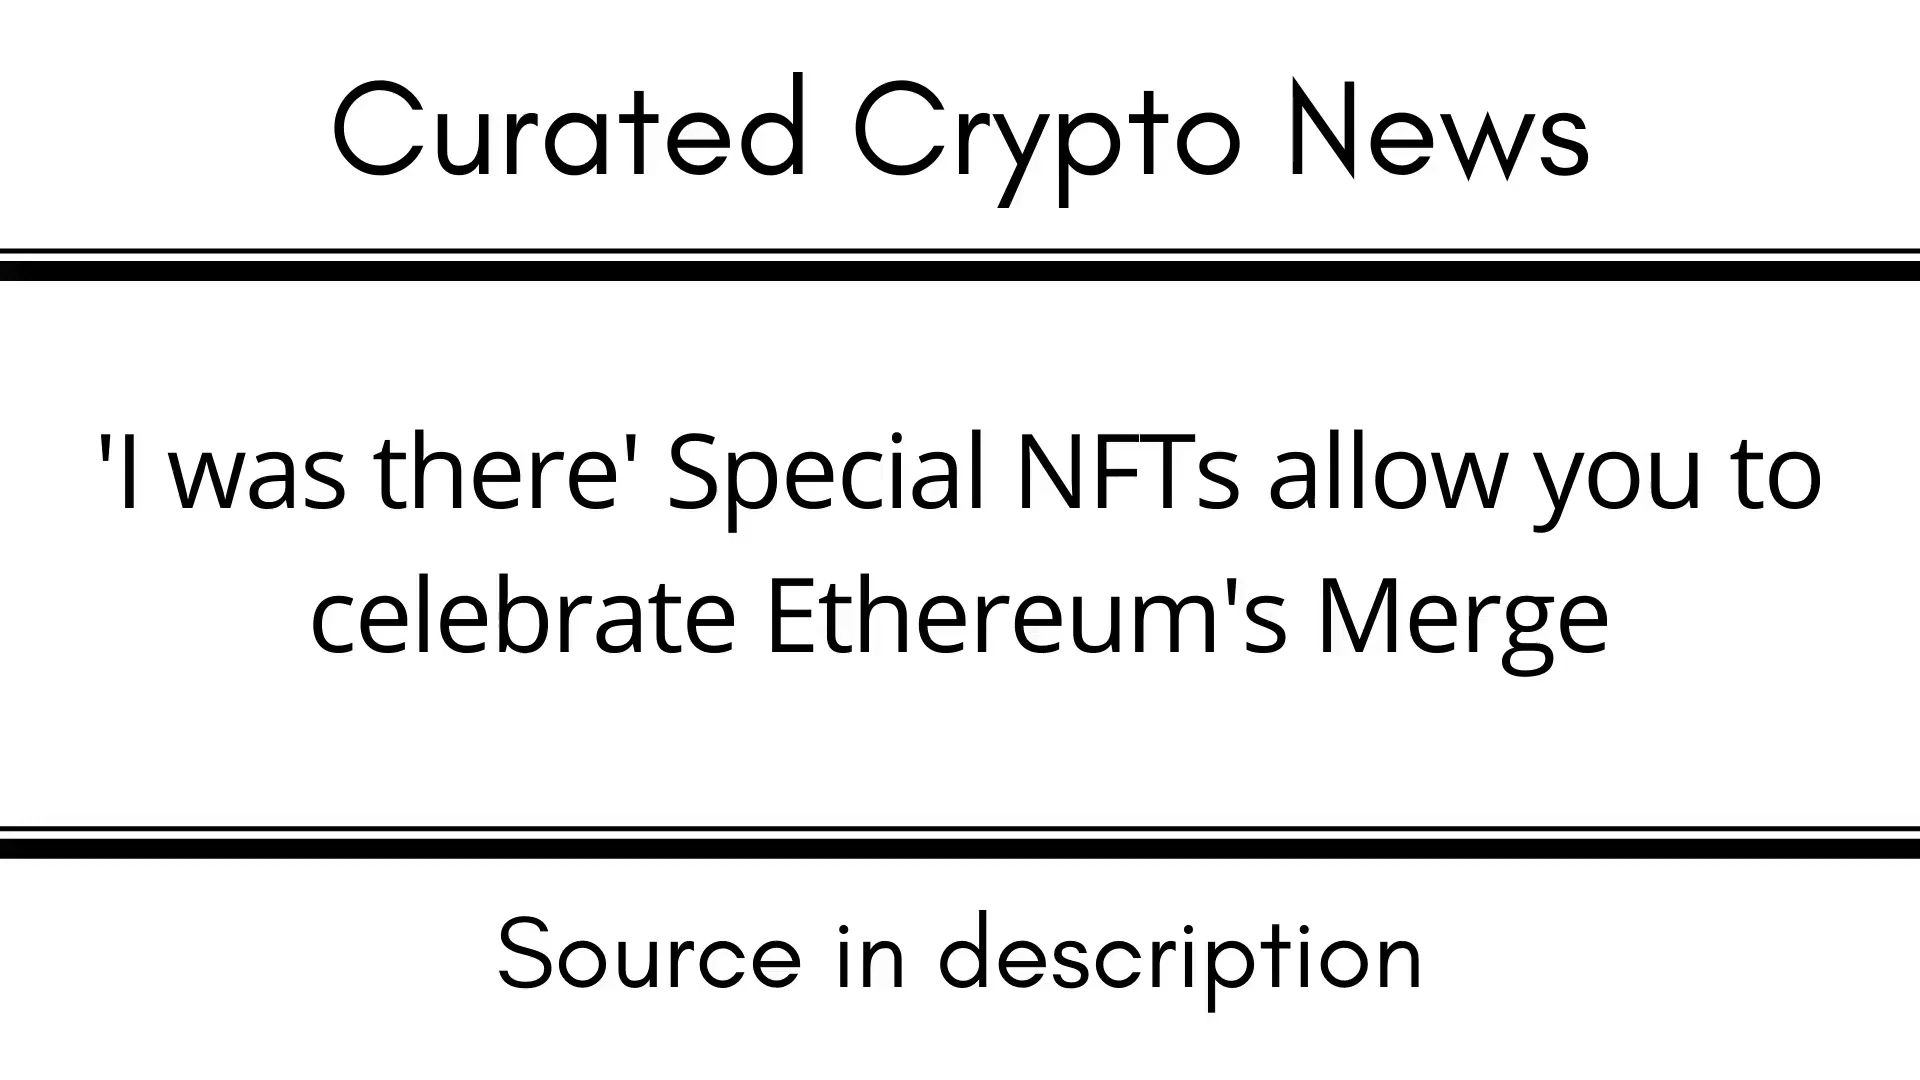 Curated Crypto News
'I was there' Special NFTs allow you to
celebrate Ethereum's Merge
Source in description